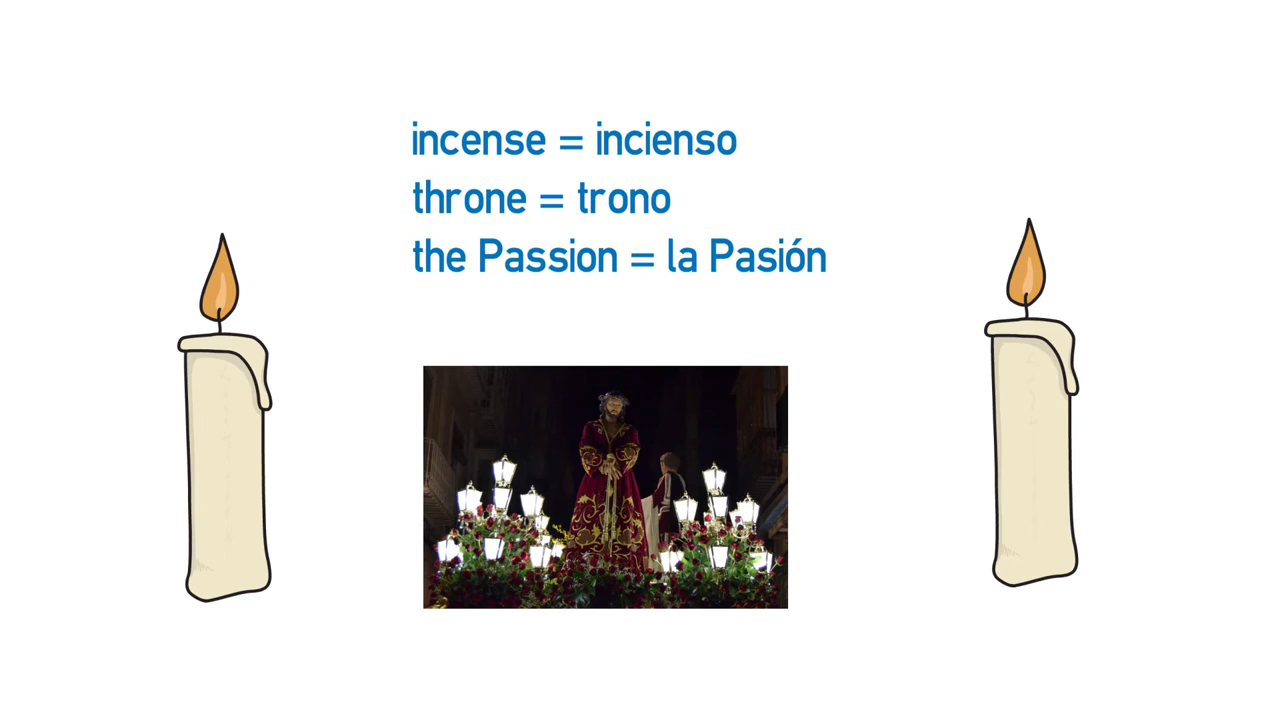 incense = incienso
throne = trono
the Passion = la Pasión